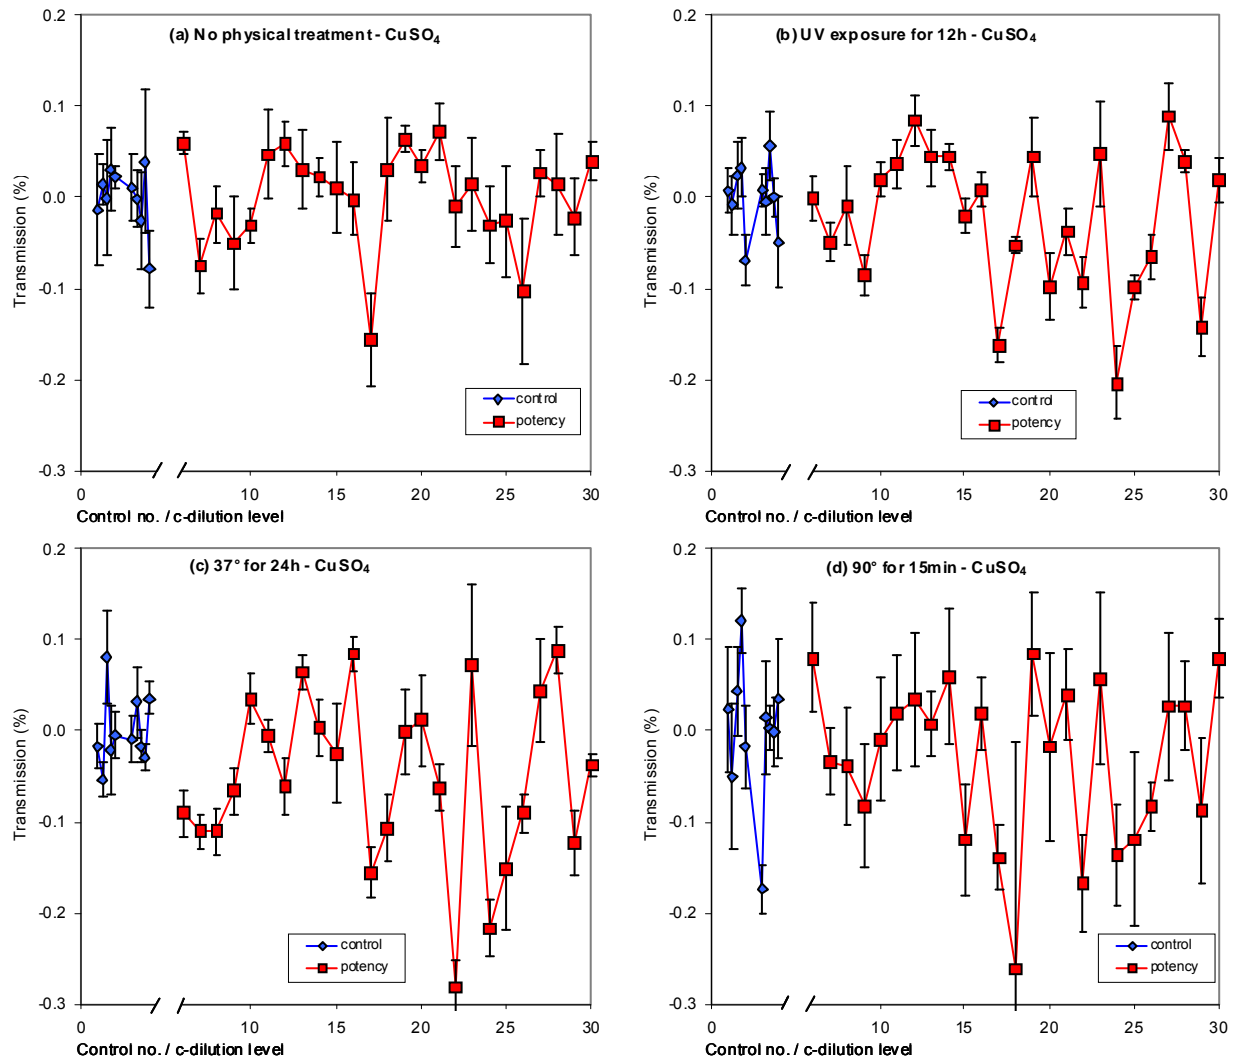 (a) No physical treatment - CuSO4
Transmission (%)
0.2
0.1
0.0
-0.1
-0.2
-0.3
0 10 15 20 25 30
Control no. / c-dilution level
control
potency
(b) UV exposure for 12h - CuSO4
Transmission (%)
0.2
0.1
0.0
-0.1
-0.2
-0.3
0 10 15 20 25 30
Control no. / c-dilution level
control
potency
(c) 37° for 24h - CuSO4
Transmission (%)
0.2
0.1
0.0
-0.1
-0.2
-0.3
0 10 15 20 25 30
Control no. / c-dilution level
control
potency
(d) 90° for 15min - CuSO4
Transmission (%)
0.2
0.1
0.0
-0.1
-0.2
-0.3
0 10 15 20 25 30
Control no. / c-dilution level
control
potency